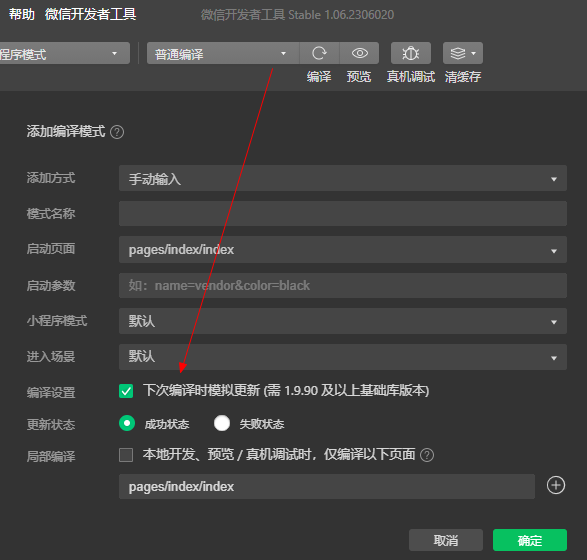 帮助 微信开发者工具 微信开发者工具 Stable 1.06.2306020
程序模式 普通编译
编译 预览 真机调试 清缓存
添加编译模式 ?
添加方式 手动输入
模式名称
启动页面 pages/index/index
启动参数 如：name=vendor&color=black
小程序模式 默认
进入场景 默认
编译设置 下次编译时模拟更新 (需 1.9.90 及以上基础库版本)
更新状态 成功状态 失败状态
局部编译 本地开发、预览 / 真机调试时，仅编译以下页面 ?
pages/index/index
取消 确定